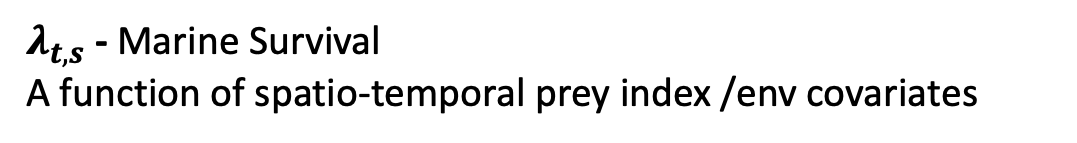 λt,s - Marine Survival
A function of spatio-temporal prey index /env covariates